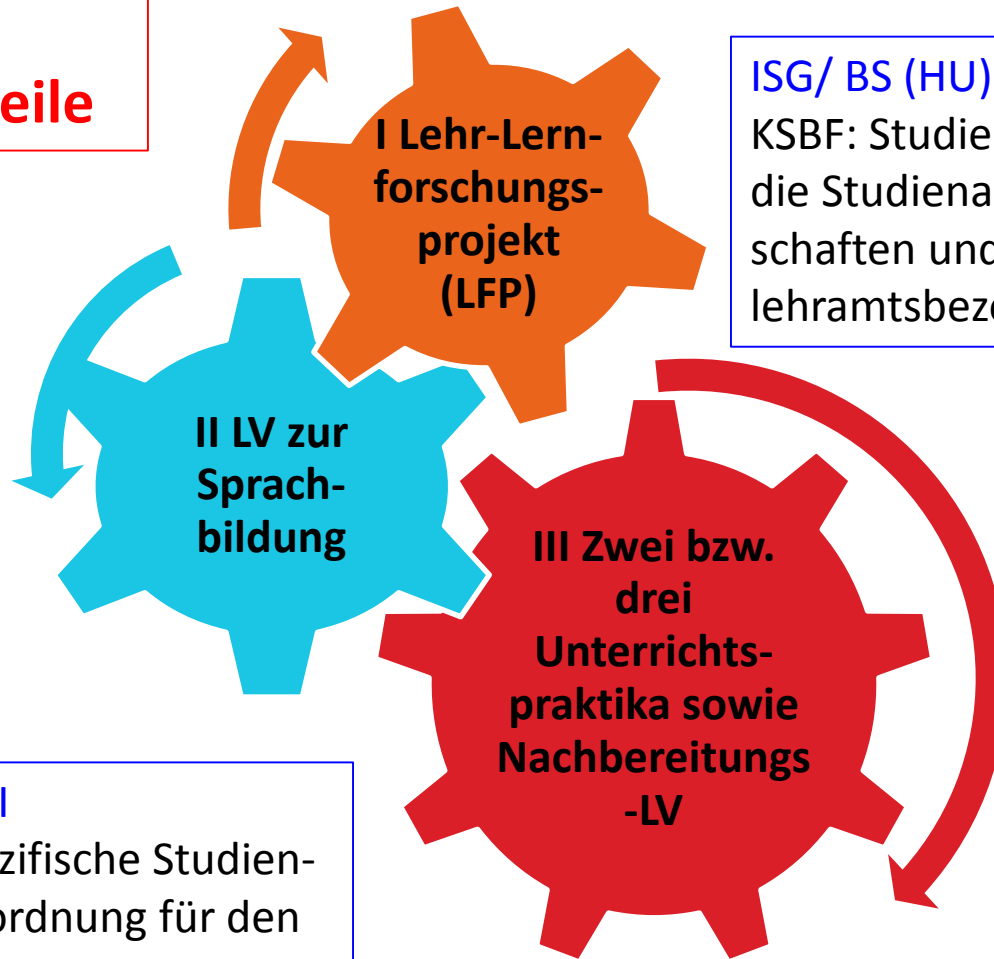 eile
I Lehr-Lern-
forschungs-
projekt
(LFP)
ISG/ BS (HU)
KSBF: Studie
die Studiena
schaften und
lehramtsbez
II LV zur
Sprach-
bildung
III Zwei bzw.
drei
Unterrichts-
praktika sowie
Nachbereitungs
-LV
I
zifische Studien-
ordnung für den